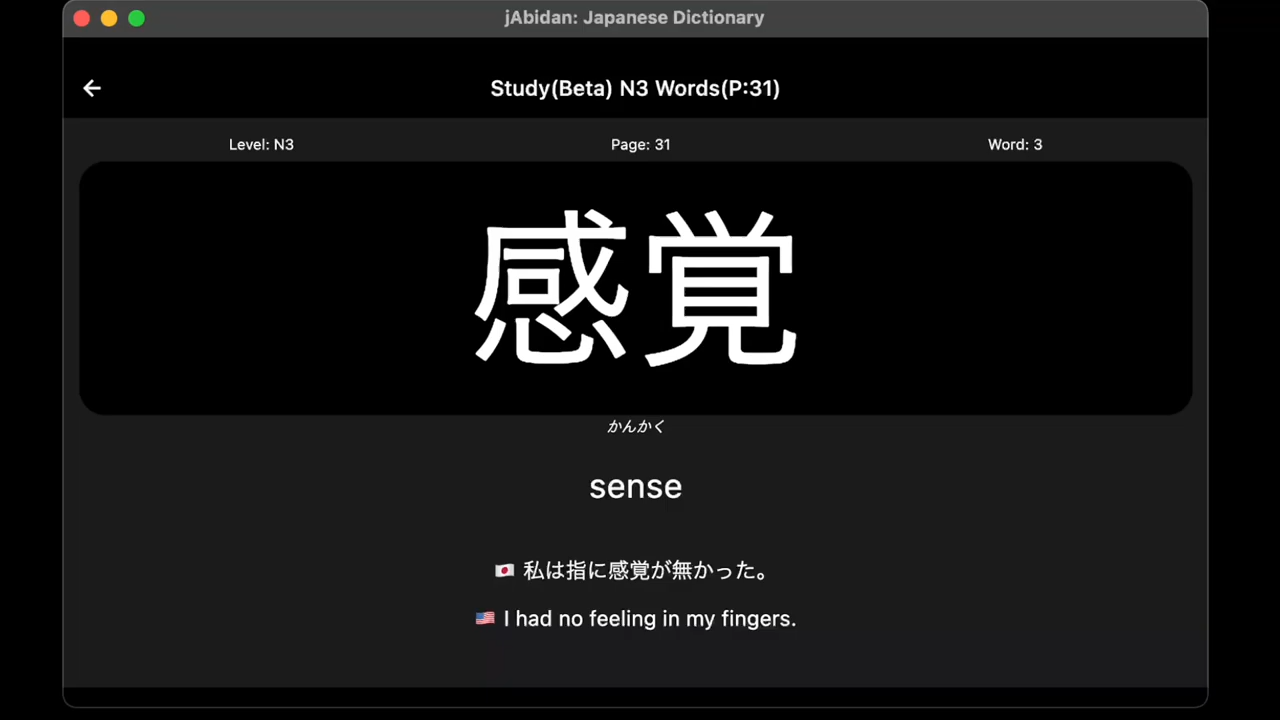 jAbidan: Japanese Dictionary
Study(Beta) N3 Words(P:31)
Level: N3 Page: 31 Word: 3
感覚
かんかく
sense
🇯🇵 私は指に感覚が無かった。
🇺🇸 I had no feeling in my fingers.